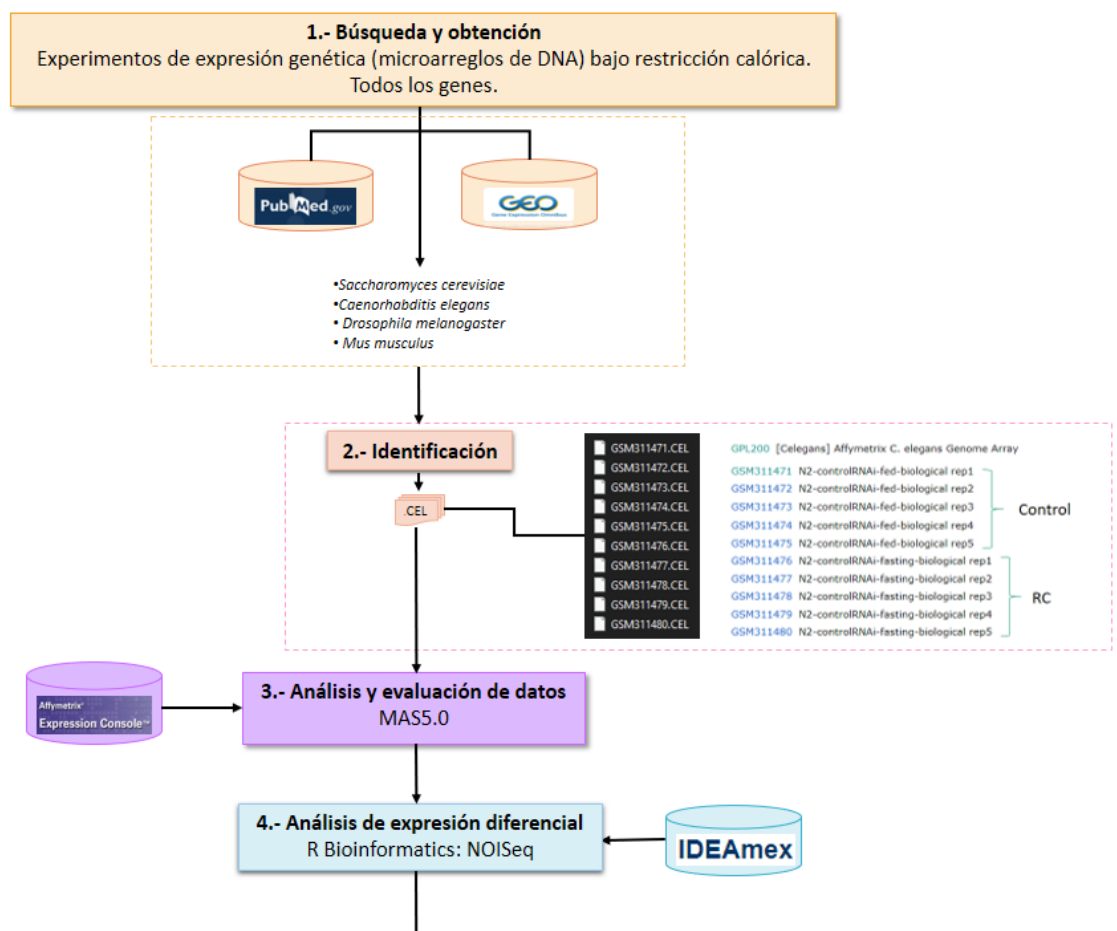 1.- Búsqueda y obtención
Experimentos de expresión genética (microarreglos de DNA) bajo restricción calórica.
Todos los genes.
PubMed.gov
GEO
Gene Expression Omnibus
•Saccharomyces cerevisiae
•Caenorhabditis elegans
• Drosophila melanogaster
• Mus musculus
2.- Identificación
.CEL
GSM311471.CEL
GSM311472.CEL
GSM311473.CEL
GSM311474.CEL
GSM311475.CEL
GSM311476.CEL
GSM311477.CEL
GSM311478.CEL
GSM311479.CEL
GSM311480.CEL
GPL200 [Celegans] Affymetrix C. elegans Genome Array
GSM311471 N2-controlRNAi-fed-biological rep1
GSM311472 N2-controlRNAi-fed-biological rep2
GSM311473 N2-controlRNAi-fed-biological rep3
GSM311474 N2-controlRNAi-fed-biological rep4
GSM311475 N2-controlRNAi-fed-biological rep5
Control
GSM311476 N2-controlRNAi-fasting-biological rep1
GSM311477 N2-controlRNAi-fasting-biological rep2
GSM311478 N2-controlRNAi-fasting-biological rep3
GSM311479 N2-controlRNAi-fasting-biological rep4
GSM311480 N2-controlRNAi-fasting-biological rep5
RC
3.- Análisis y evaluación de datos
MAS5.0
Affymetrix®
Expression Console™
4.- Análisis de expresión diferencial
R Bioinformatics: NOISeq
IDEAmex